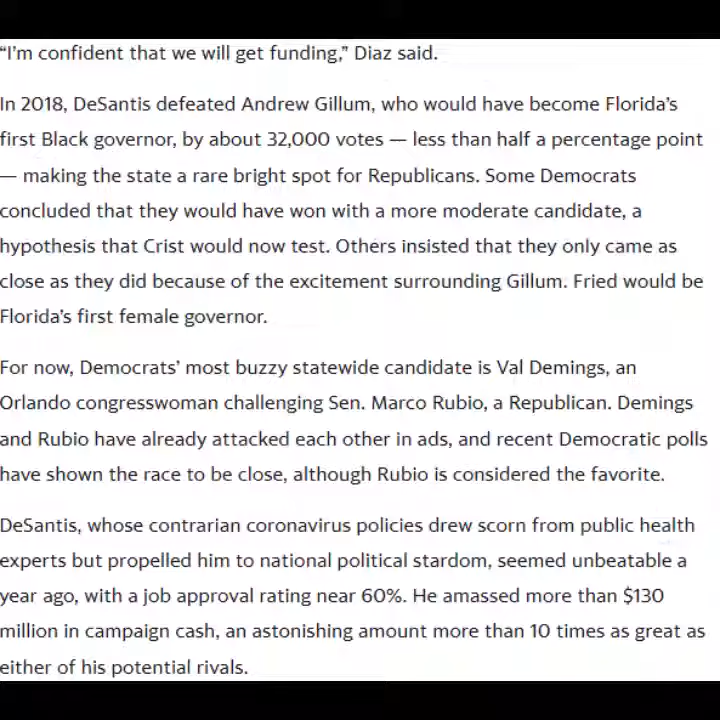 “I’m confident that we will get funding,” Diaz said.
In 2018, DeSantis defeated Andrew Gillum, who would have become Florida’s
first Black governor, by about 32,000 votes — less than half a percentage point
— making the state a rare bright spot for Republicans. Some Democrats
concluded that they would have won with a more moderate candidate, a
hypothesis that Crist would now test. Others insisted that they only came as
close as they did because of the excitement surrounding Gillum. Fried would be
Florida’s first female governor.
For now, Democrats’ most buzzy statewide candidate is Val Demings, an
Orlando congresswoman challenging Sen. Marco Rubio, a Republican. Demings
and Rubio have already attacked each other in ads, and recent Democratic polls
have shown the race to be close, although Rubio is considered the favorite.
DeSantis, whose contrarian coronavirus policies drew scorn from public health
experts but propelled him to national political stardom, seemed unbeatable a
year ago, with a job approval rating near 60%. He amassed more than $130
million in campaign cash, an astonishing amount more than 10 times as great as
either of his potential rivals.